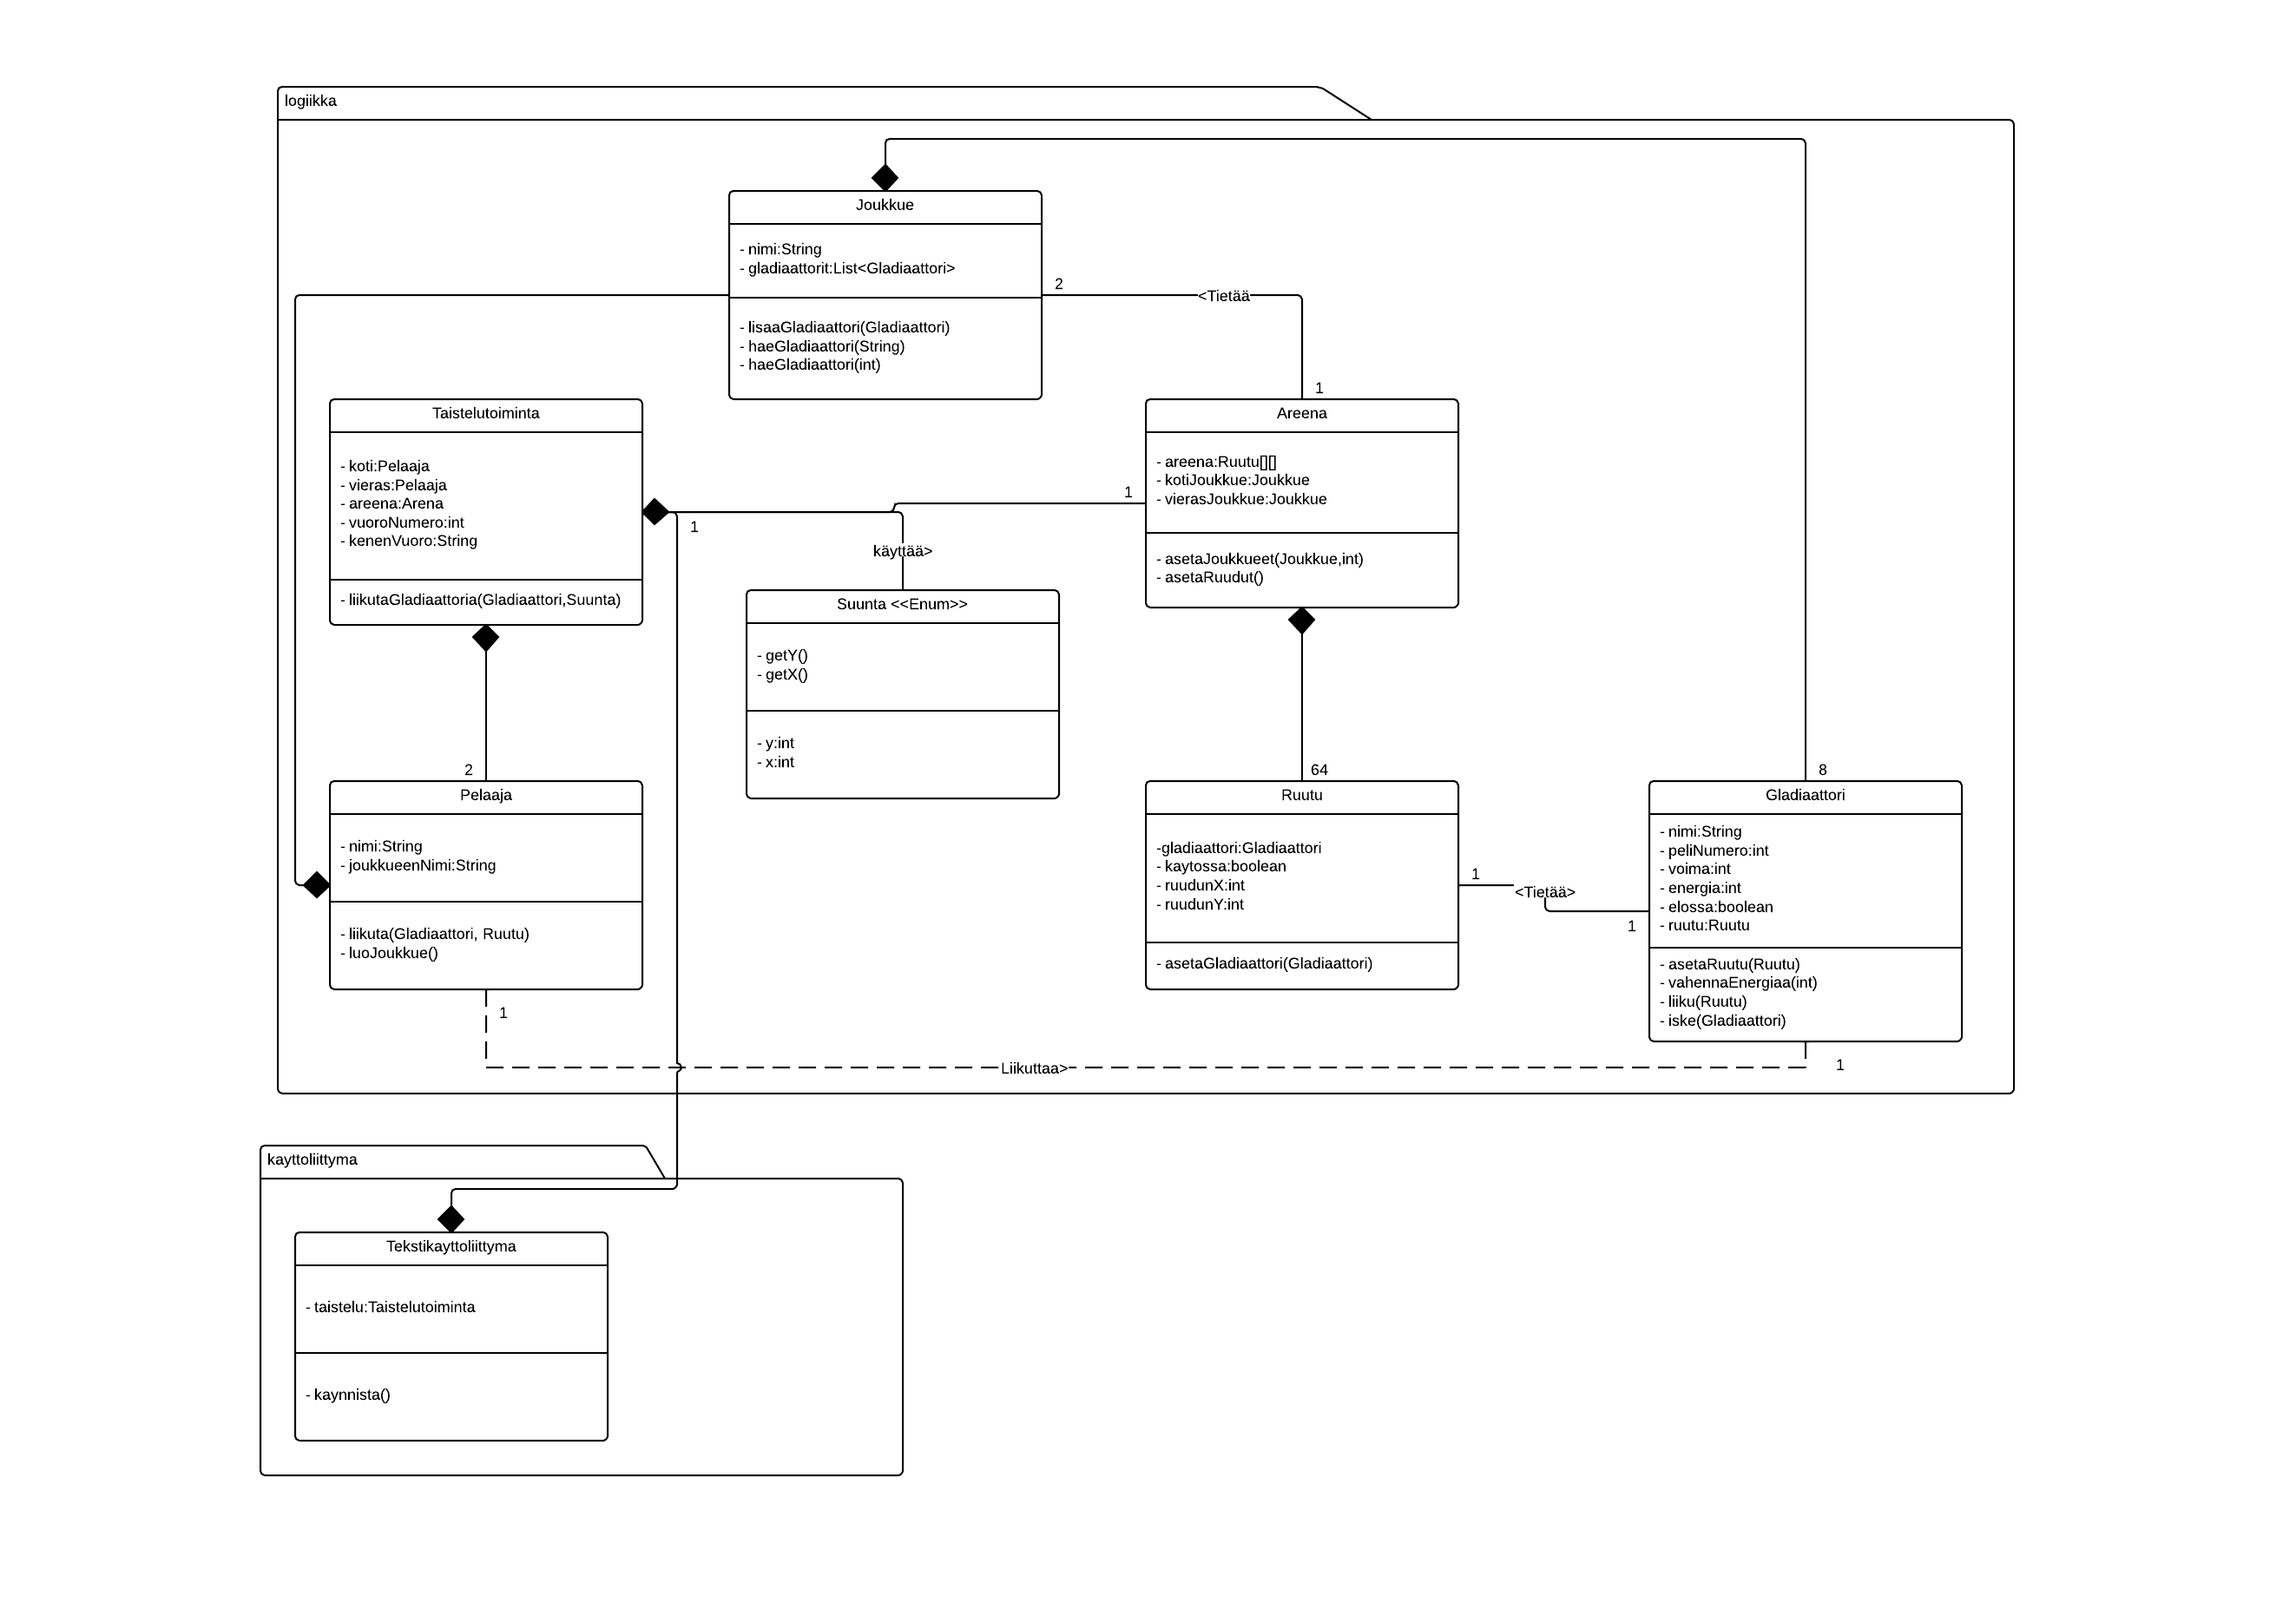 logiikka
Joukkue
- nimi:String
- gladiaattorit:List<Gladiaattori>
- lisaaGladiaattori(Gladiaattori)
- haeGladiaattori(String)
- haeGladiaattori(int)
2
<Tietää
1
Taistelutoiminta
- koti:Pelaaja
- vieras:Pelaaja
- areena:Arena
- vuoroNumero:int
- kenenVuoro:String
- liikutaGladiaattoria(Gladiaattori,Suunta)
1
1
käyttää>
Areena
- areena:Ruutu[][]
- kotiJoukkue:Joukkue
- vierasJoukkue:Joukkue
- asetaJoukkueet(Joukkue,int)
- asetaRuudut()
Suunta <<Enum>>
- getY()
- getX()
- y:int
- x:int
2
64
8
Pelaaja
- nimi:String
- joukkueenNimi:String
- liikuta(Gladiaattori, Ruutu)
- luoJoukkue()
Ruutu
-gladiaattori:Gladiaattori
- kaytossa:boolean
- ruudunX:int
- ruudunY:int
- asetaGladiaattori(Gladiaattori)
1
<Tietää>
1
Gladiaattori
- nimi:String
- peliNumero:int
- voima:int
- energia:int
- elossa:boolean
- ruutu:Ruutu
- asetaRuutu(Ruutu)
- vahennaEnergiaa(int)
- liiku(Ruutu)
- iske(Gladiaattori)
1
Liikuttaa>
1
kayttoliittyma
Tekstikayttoliittyma
- taistelu:Taistelutoiminta
- kaynnista()